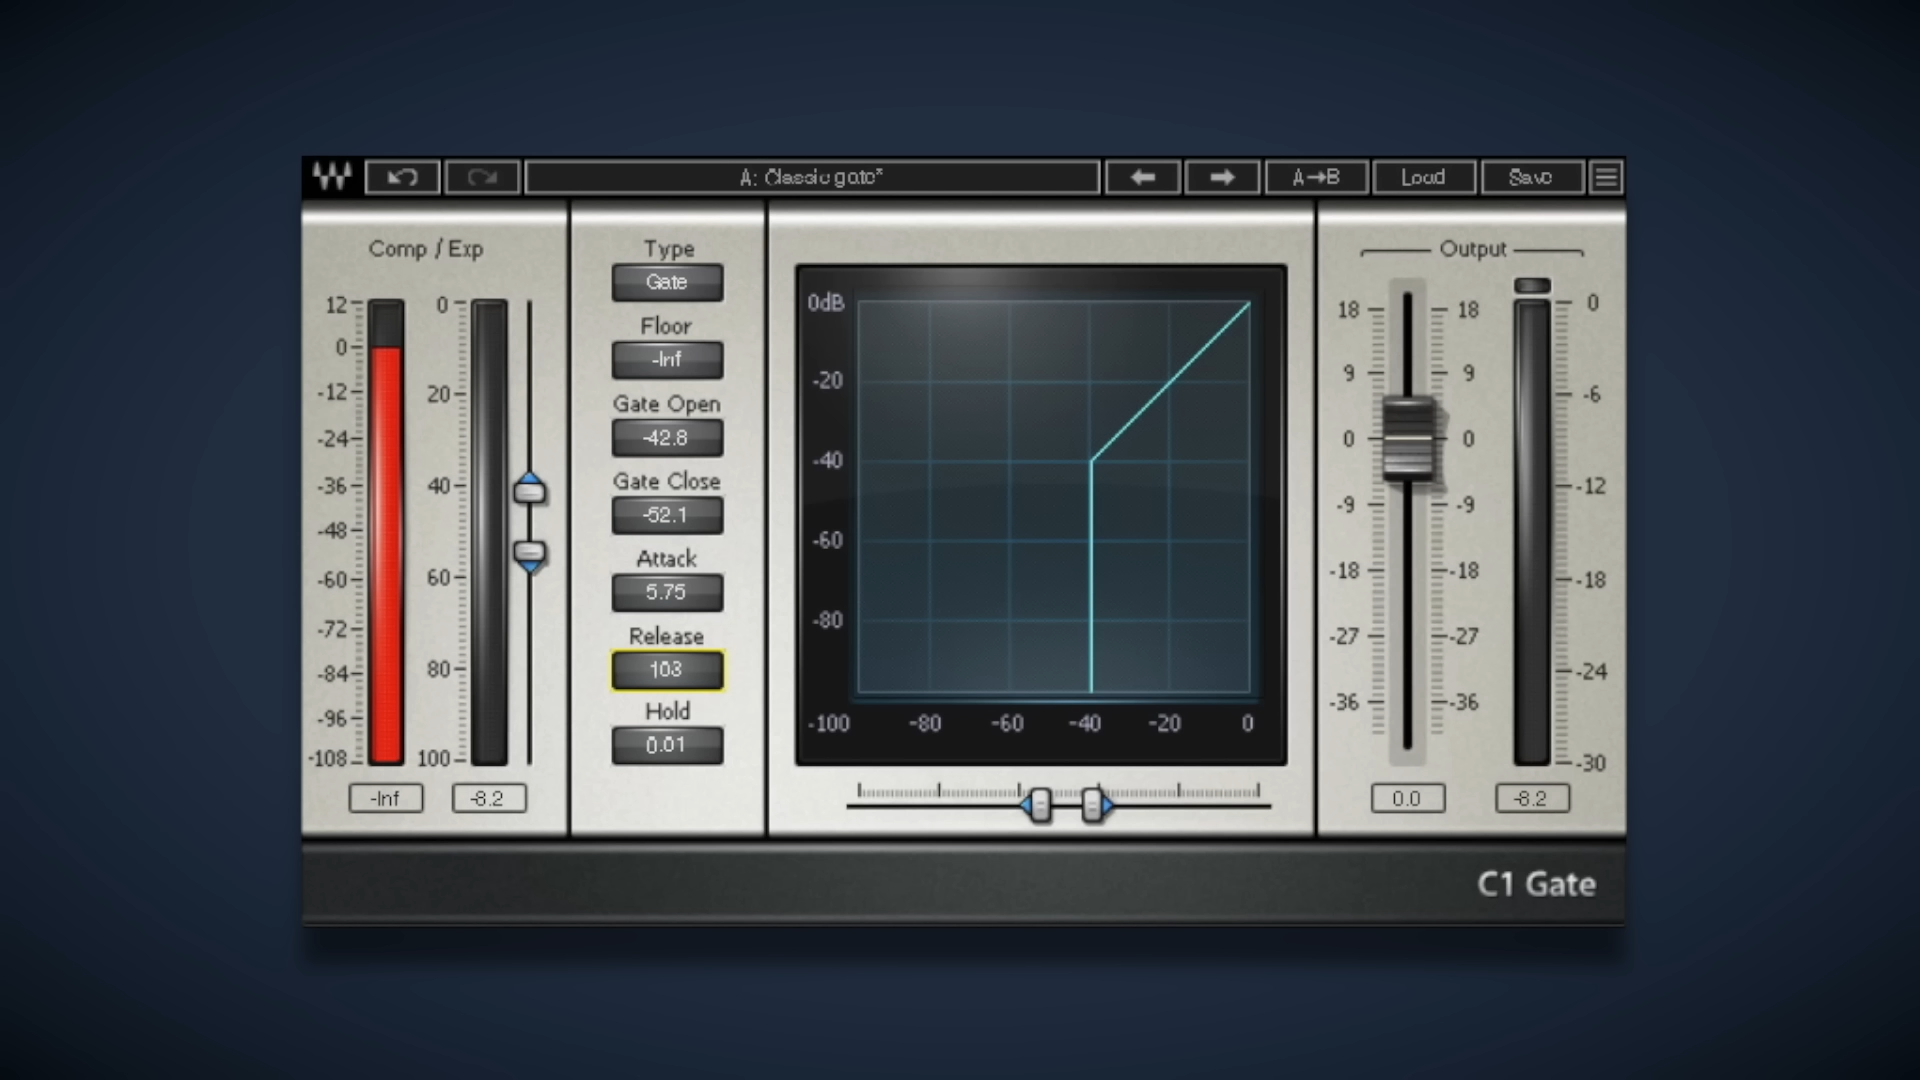 A: Classic gate*
A→B
Load
Save
Comp / Exp
12
0
-12
-24
-36
-48
-60
-72
-84
-96
-108
0
20
40
60
80
100
-Inf
-8.2
Type
Gate
Floor
-Inf
Gate Open
-42.8
Gate Close
-52.1
Attack
5.75
Release
103
Hold
0.01
0dB
-20
-40
-60
-80
-100 -80 -60 -40 -20 0
Output
18 18
9 9
0 0
-9 -9
-18 -18
-27 -27
-36 -36
0
-6
-12
-18
-24
-30
0.0
-8.2
C1 Gate